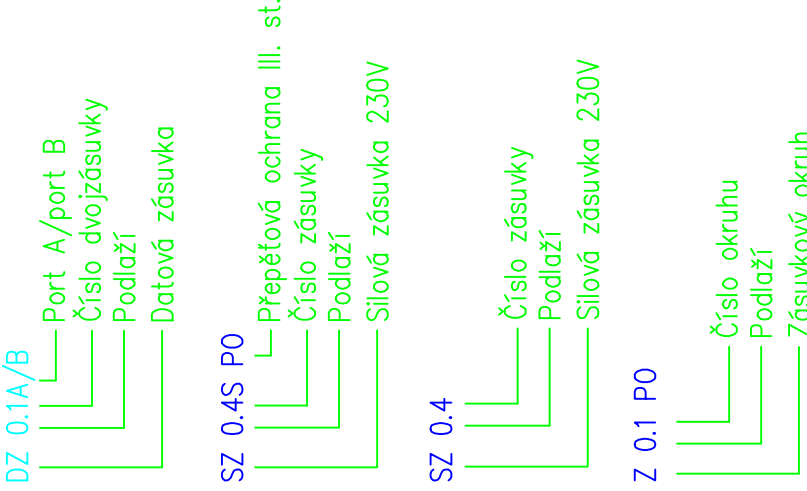 DZ 0.1A/B
Port A/port B
Číslo dvojzásuvky
Podlaží
Datová zásuvka
SZ 0.4S PO
Přepěťová ochrana III. st.
Číslo zásuvky
Podlaží
Silová zásuvka 230V
SZ 0.4
Číslo zásuvky
Podlaží
Silová zásuvka 230V
Z 0.1 PO
Číslo okruhu
Podlaží
Zásuvkový okruh